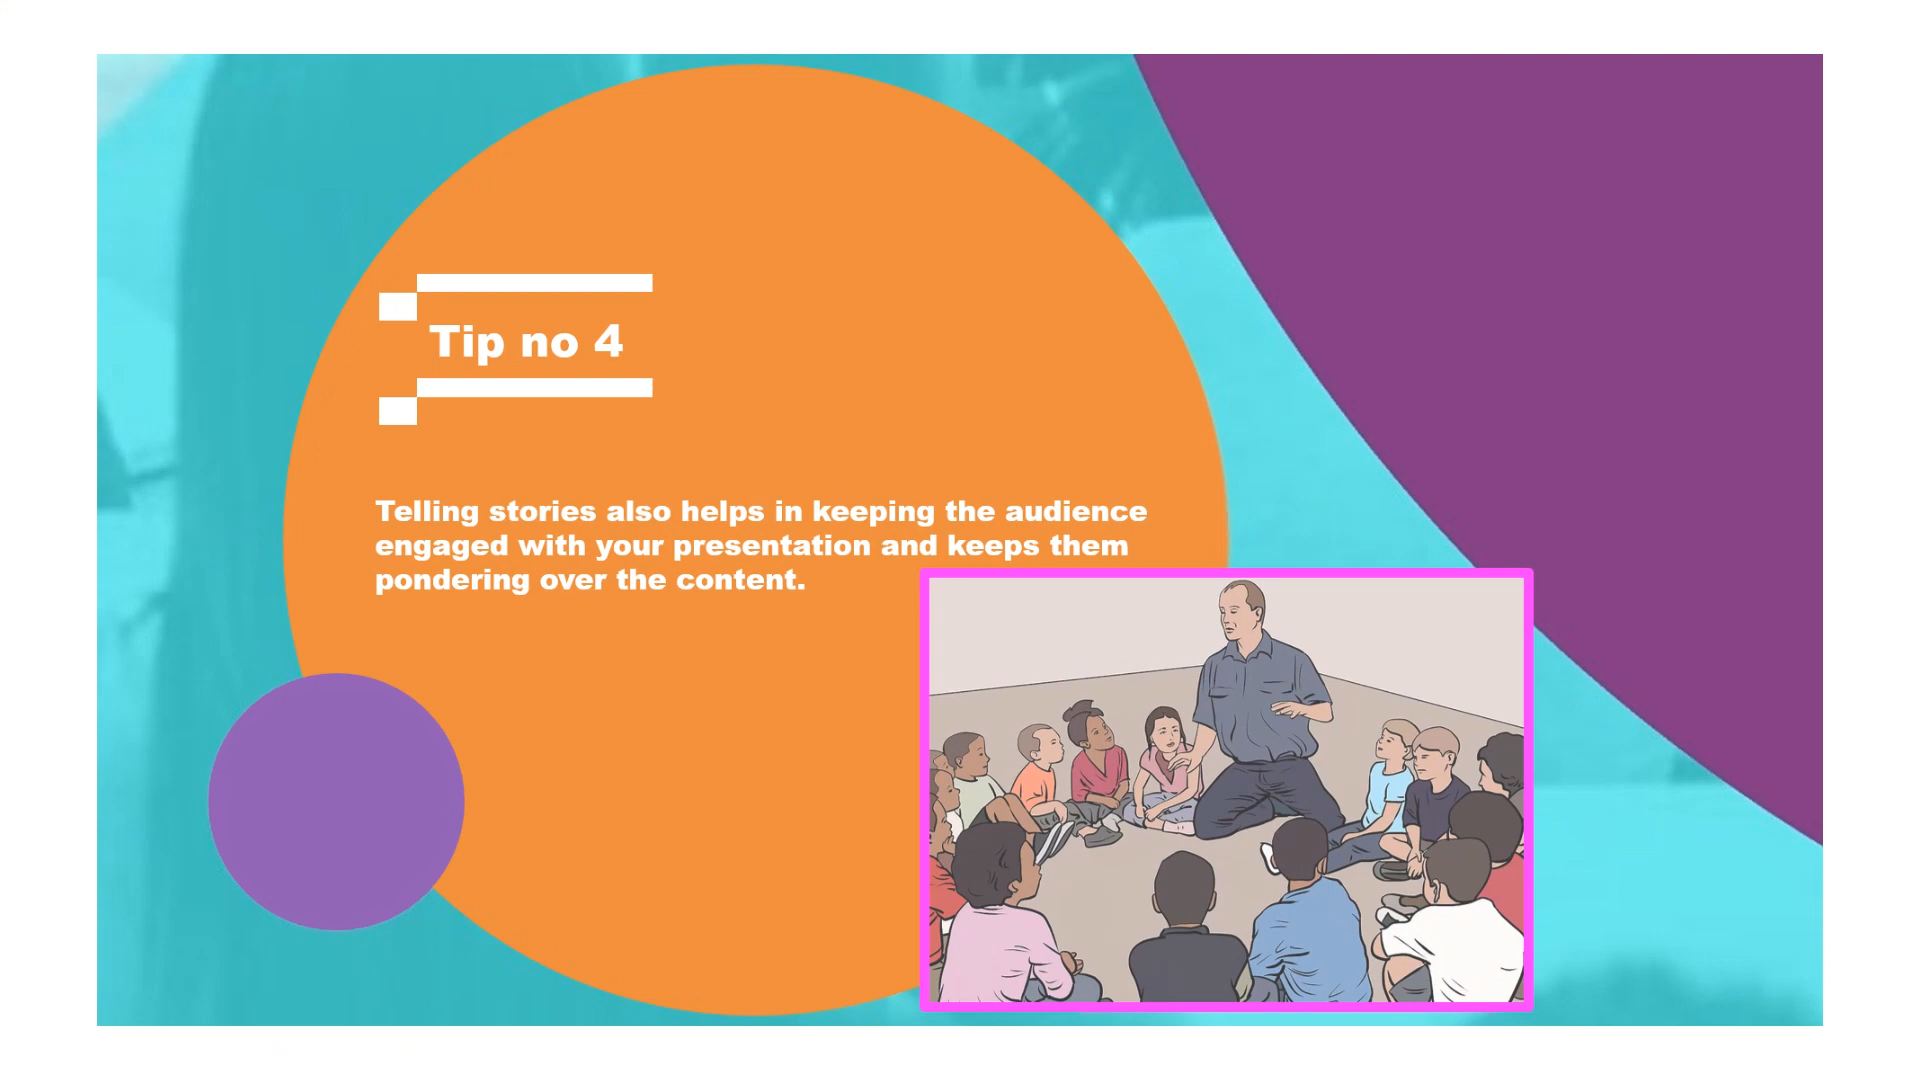 Tip no 4
Telling stories also helps in keeping the audience
engaged with your presentation and keeps them
pondering over the content.